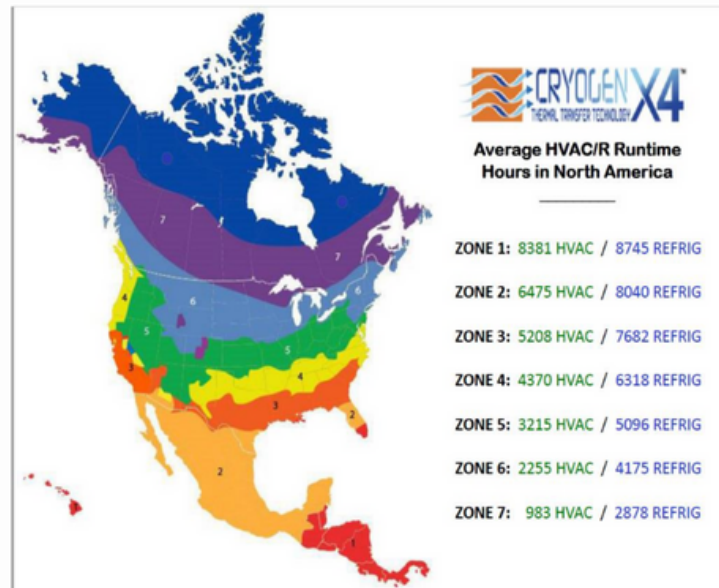 CRYOGENX4™
THERMAL TRANSFER TECHNOLOGY
Average HVAC/R Runtime
Hours in North America
ZONE 1: 8381 HVAC / 8745 REFRIG
ZONE 2: 6475 HVAC / 8040 REFRIG
ZONE 3: 5208 HVAC / 7682 REFRIG
ZONE 4: 4370 HVAC / 6318 REFRIG
ZONE 5: 3215 HVAC / 5096 REFRIG
ZONE 6: 2255 HVAC / 4175 REFRIG
ZONE 7: 983 HVAC / 2878 REFRIG
7
7
6
6
4
5
5
4
3
3
2
2
1
1
1